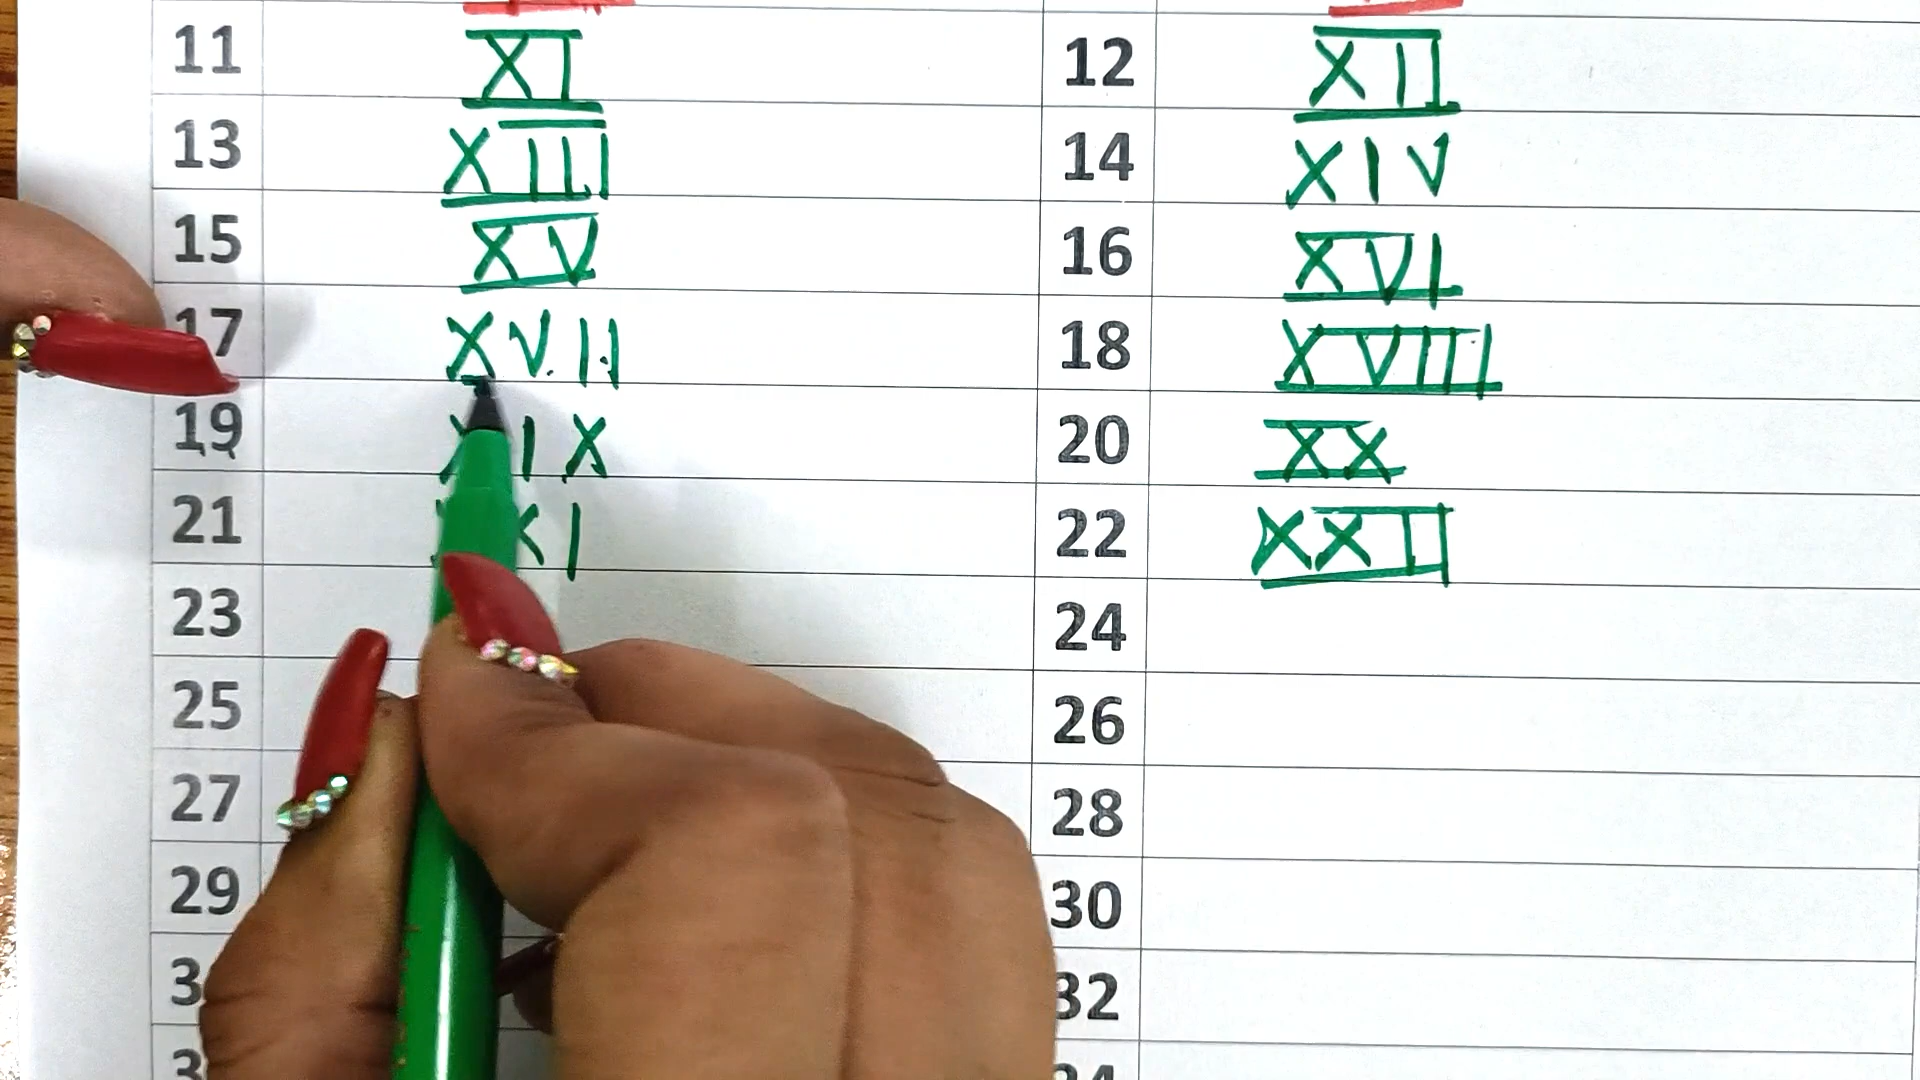 11 XI 12 XII
13 XIII 14 XIV
15 XV 16 XVI
17 XVII 18 XVIII
19 XIX 20 XX
21 22 XXII
23 24
25 26
27 28
29 30
32